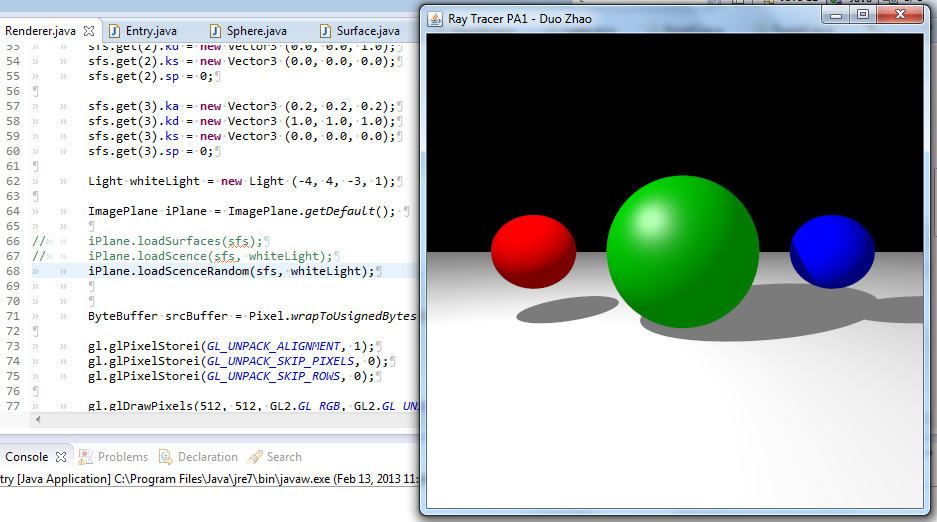 Ray Tracer PA1 - Duo Zhao
Renderer.java Entry.java Sphere.java Surface.java
53 sfs.get(2).kd = new Vector3 (0.0, 0.0, 1.0);
54 sfs.get(2).ks = new Vector3 (0.0, 0.0, 0.0);
55 sfs.get(2).sp = 0;
56
57 sfs.get(3).ka = new Vector3 (0.2, 0.2, 0.2);
58 sfs.get(3).kd = new Vector3 (1.0, 1.0, 1.0);
59 sfs.get(3).ks = new Vector3 (0.0, 0.0, 0.0);
60 sfs.get(3).sp = 0;
61
62 Light whiteLight = new Light (-4, 4, -3, 1);
63
64 ImagePlane iPlane = ImagePlane.getDefault();
65
66 // iPlane.loadSurfaces(sfs);
67 // iPlane.loadScence(sfs, whiteLight);
68 iPlane.loadScenceRandom(sfs, whiteLight);
69
70
71 ByteBuffer srcBuffer = Pixel.wrapToUsignedBytes
72
73 gl.glPixelStorei(GL_UNPACK_ALIGNMENT, 1);
74 gl.glPixelStorei(GL_UNPACK_SKIP_PIXELS, 0);
75 gl.glPixelStorei(GL_UNPACK_SKIP_ROWS, 0);
76
77 gl.glDrawPixels(512, 512, GL2.GL_RGB, GL2.GL_UNS
Console Problems Declaration Search
try [Java Application] C:\Program Files\Java\jre7\bin\javaw.exe (Feb 13, 2013 11: